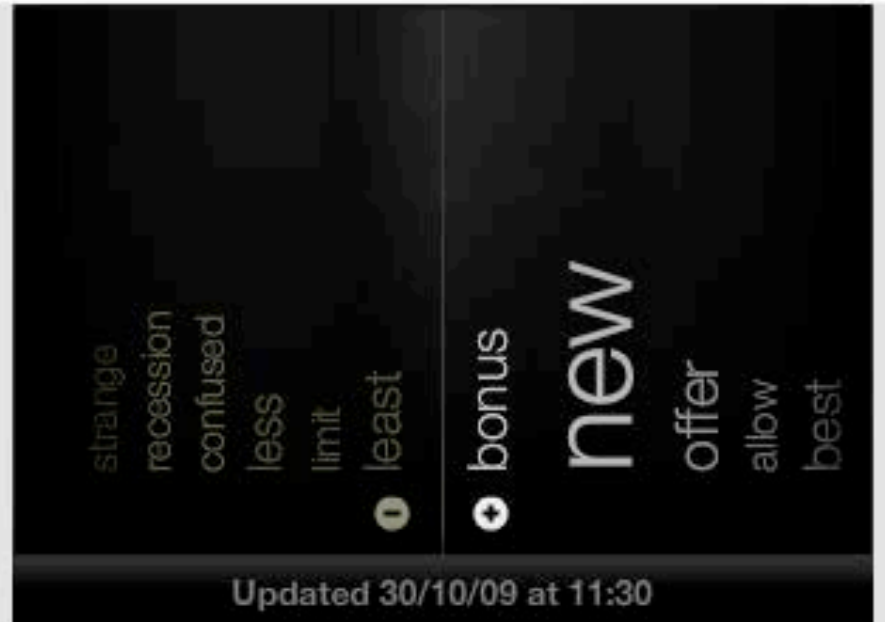 strange
recession
confused
less
limit
least
bonus
new
offer
allow
best
Updated 30/10/09 at 11:30